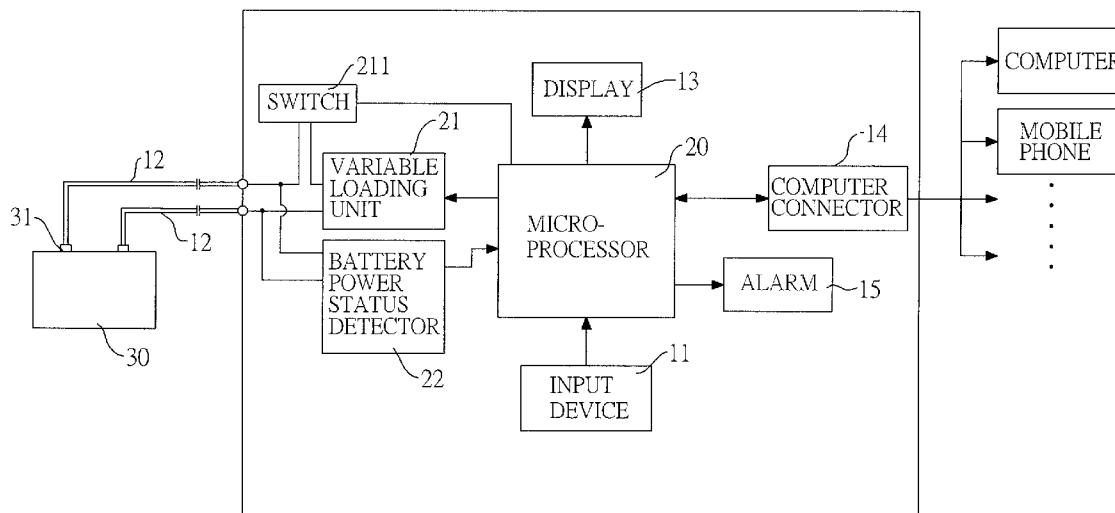 211
SWITCH
DISPLAY
13
COMPUTER
21
20
14
MOBILE
PHONE
12
VARIABLE
LOADING
UNIT
COMPUTER
CONNECTOR
31
12
MICRO-
PROCESSOR
BATTERY
POWER
STATUS
DETECTOR
ALARM
15
30
22
11
INPUT
DEVICE